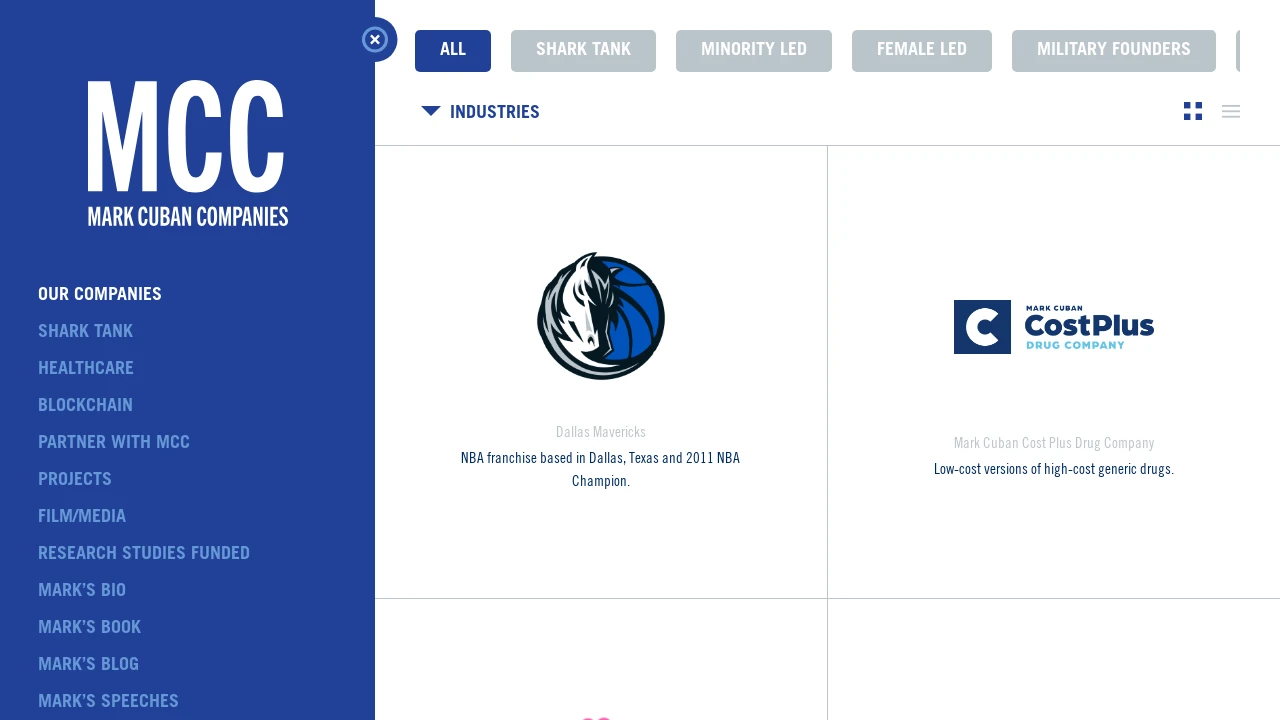 MCC
MARK CUBAN COMPANIES
OUR COMPANIES
SHARK TANK
HEALTHCARE
BLOCKCHAIN
PARTNER WITH MCC
PROJECTS
FILM/MEDIA
RESEARCH STUDIES FUNDED
MARK’S BIO
MARK’S BOOK
MARK’S BLOG
MARK’S SPEECHES
ALL
SHARK TANK
MINORITY LED
FEMALE LED
MILITARY FOUNDERS
INDUSTRIES
Dallas Mavericks
NBA franchise based in Dallas, Texas and 2011 NBA
Champion.
MARK CUBAN
CostPlus
DRUG COMPANY
Mark Cuban Cost Plus Drug Company
Low-cost versions of high-cost generic drugs.